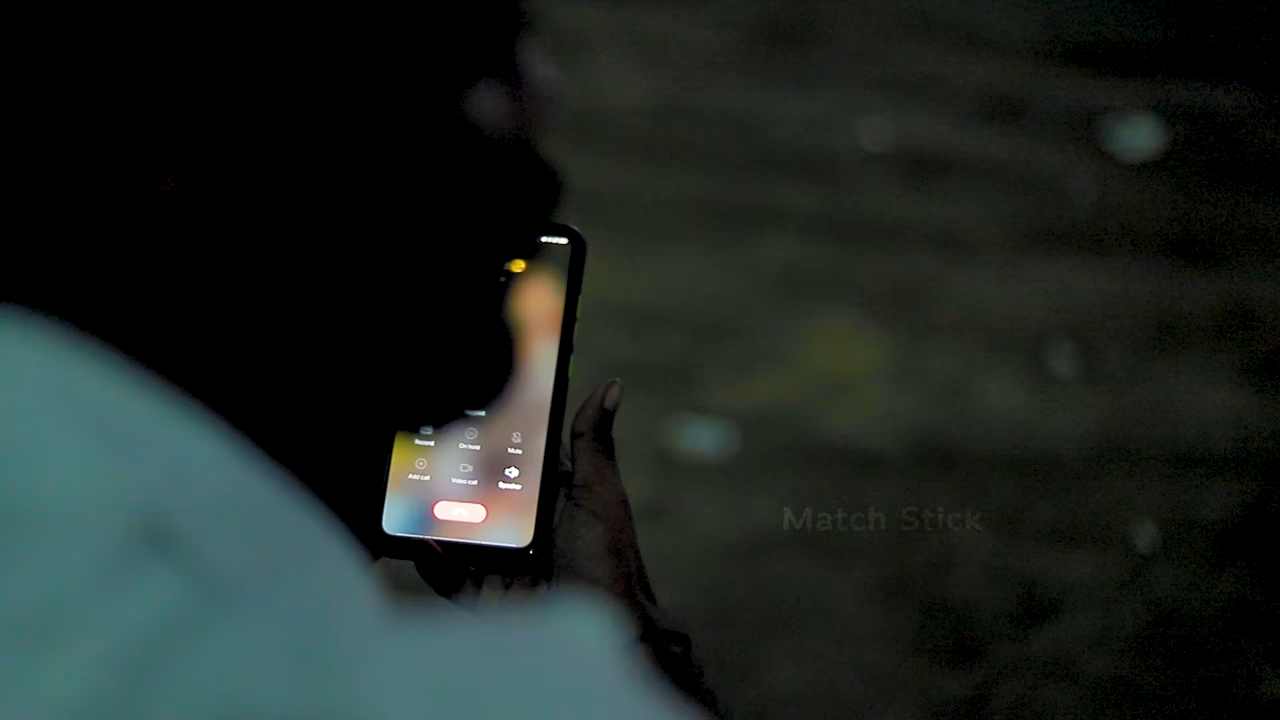 Record
On hold
Mute
Add call
Video call
Speaker
Match Stick